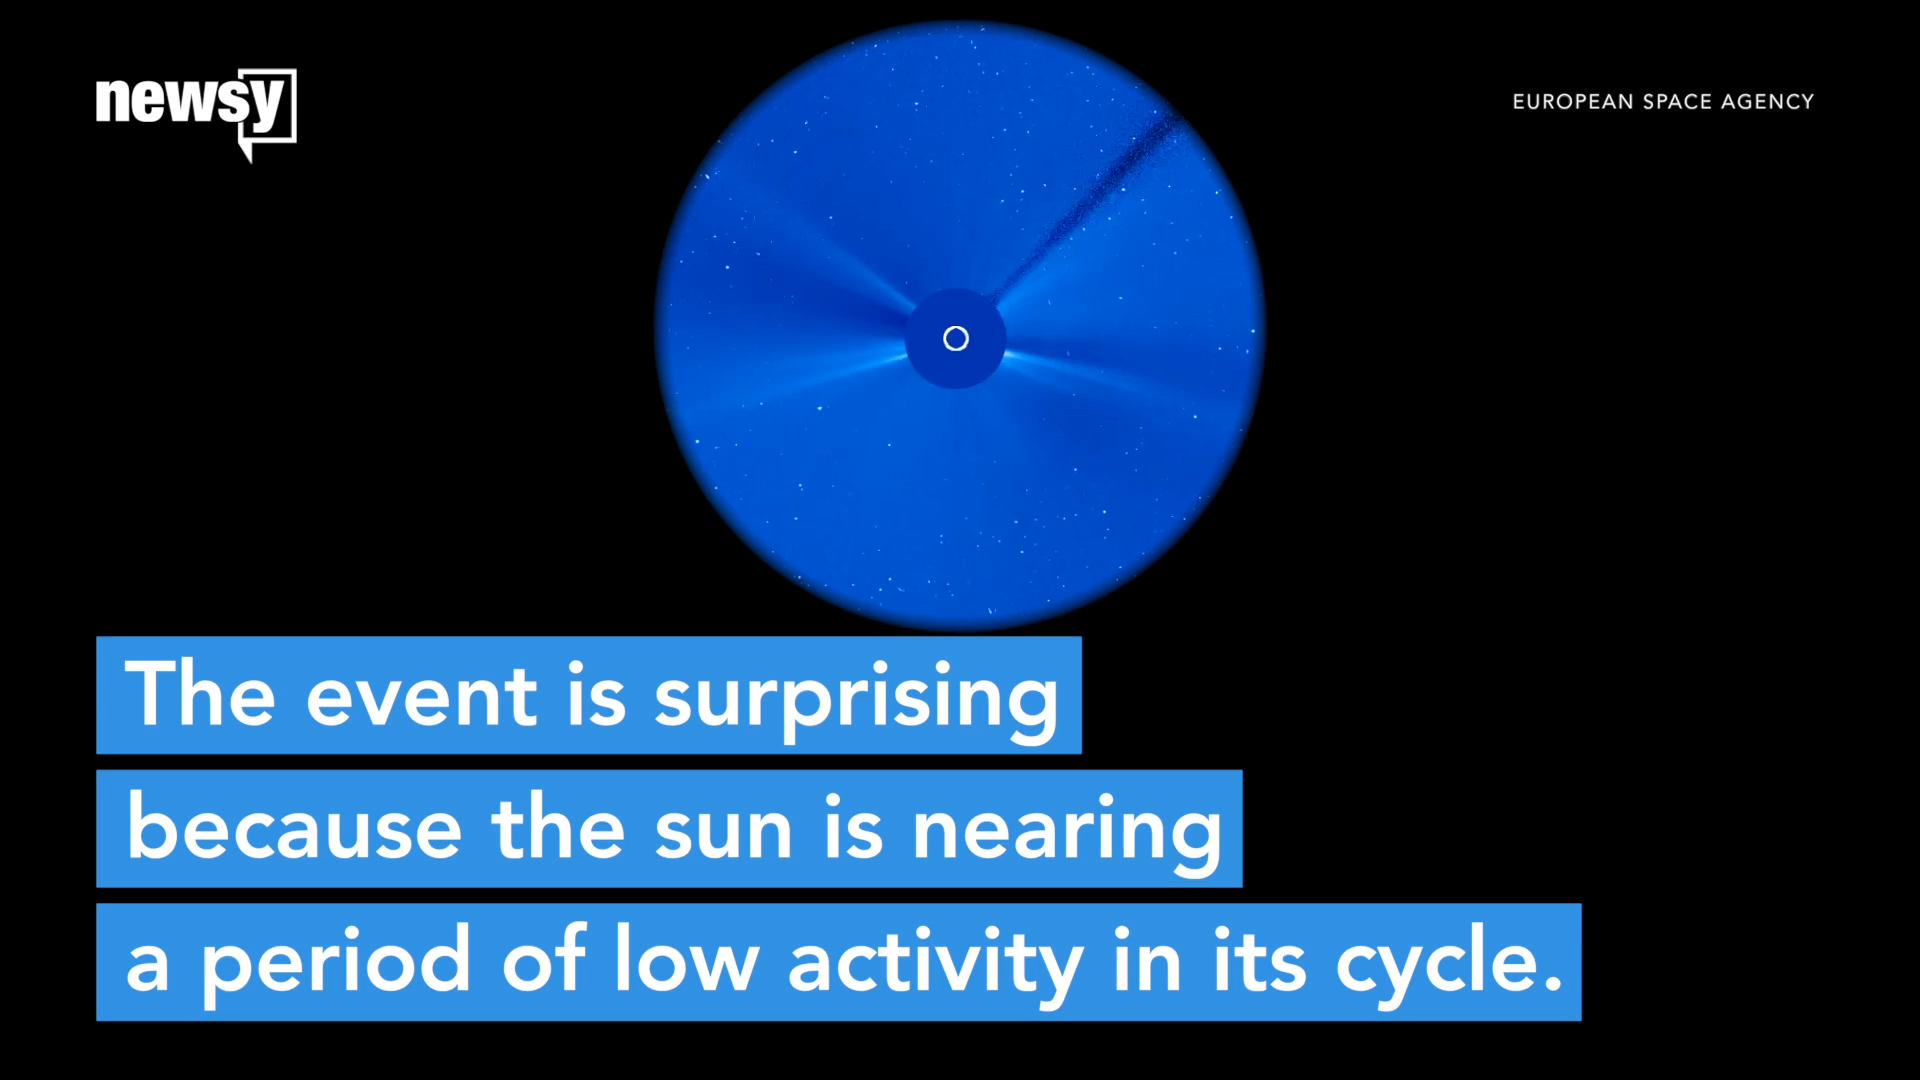 newsy
EUROPEAN SPACE AGENCY
The event is surprising
because the sun is nearing
a period of low activity in its cycle.